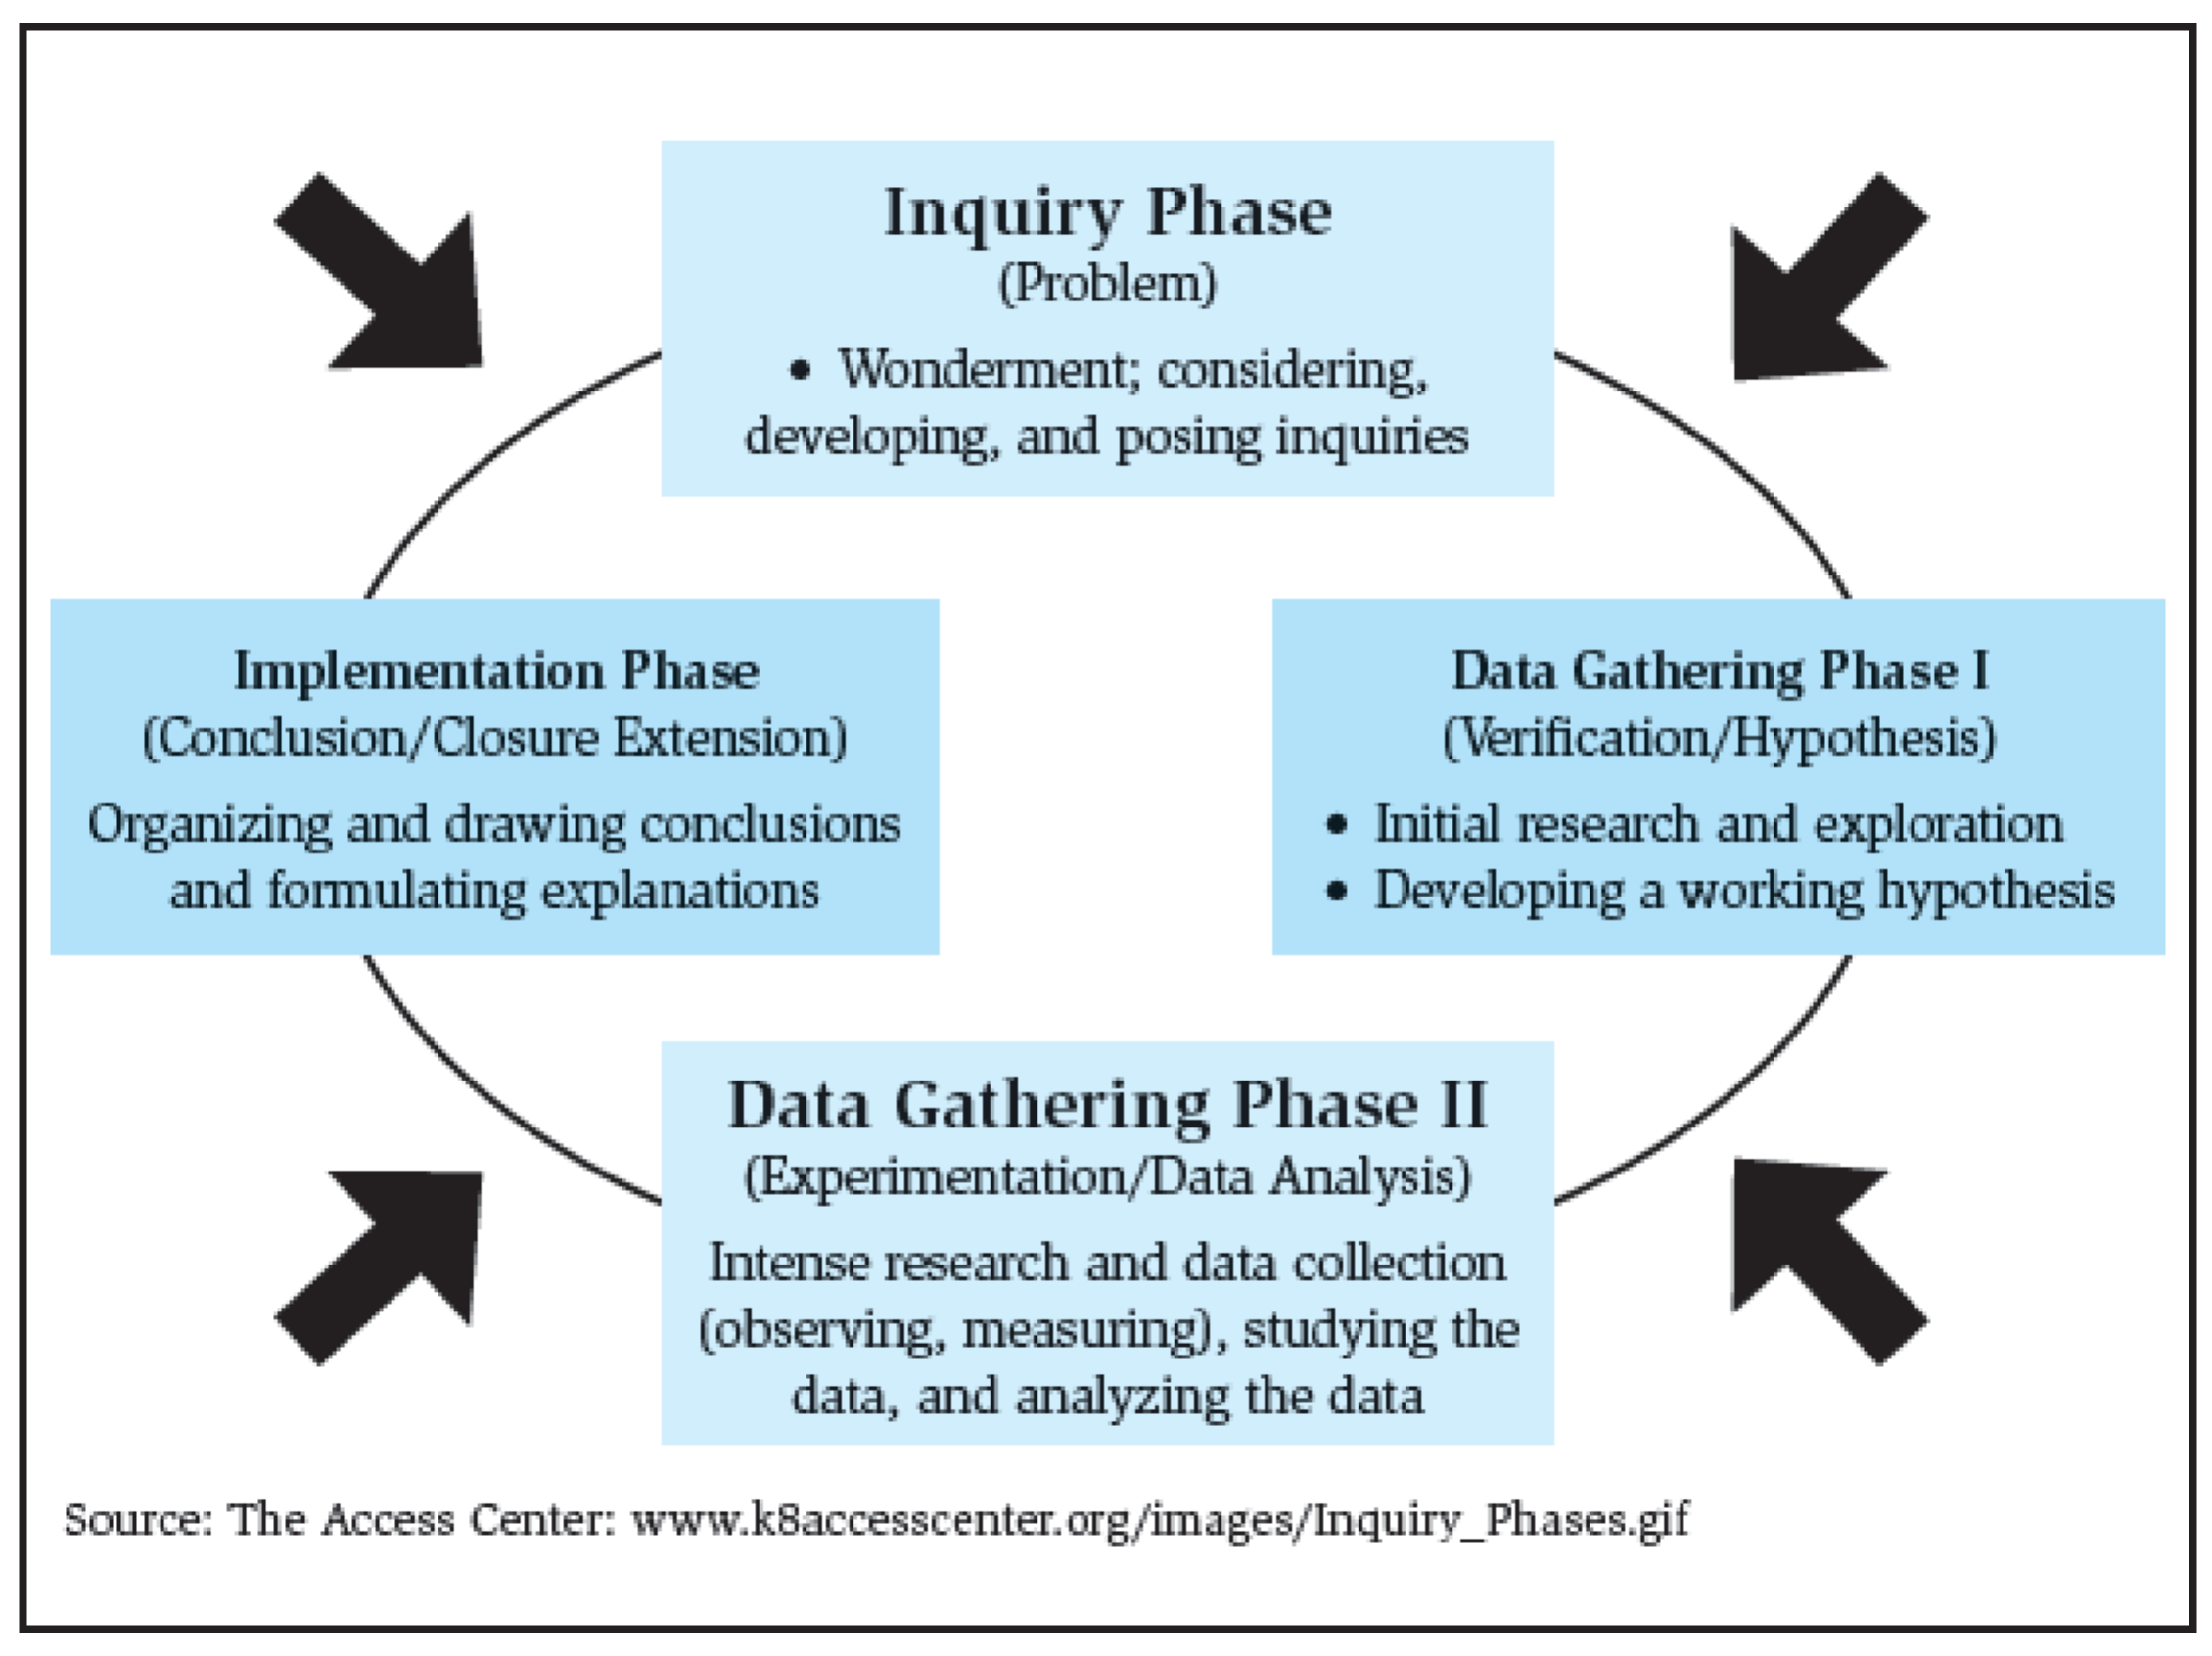 Inquiry Phase
(Problem)
• Wonderment; considering,
developing, and posing inquiries
Implementation Phase
(Conclusion/Closure Extension)
Organizing and drawing conclusions
and formulating explanations
Data Gathering Phase I
(Verification/Hypothesis)
• Initial research and exploration
• Developing a working hypothesis
Data Gathering Phase II
(Experimentation/Data Analysis)
Intense research and data collection
(observing, measuring), studying the
data, and analyzing the data
Source: The Access Center: www.k8accesscenter.org/images/Inquiry_Phases.gif